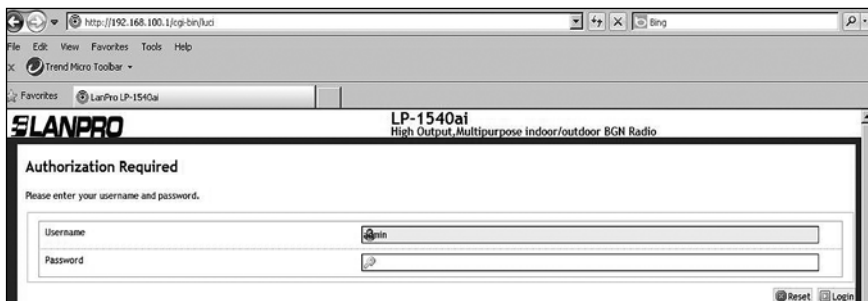 http://192.168.100.1/cgi-bin/luci
Bing
File Edit View Favorites Tools Help
x Trend Micro Toolbar
Favorites LanPro LP-1540ai
LANPRO
LP-1540ai
High Output,Multipurpose indoor/outdoor BGN Radio
Authorization Required
Please enter your username and password.
Username admin
Password
Reset Login